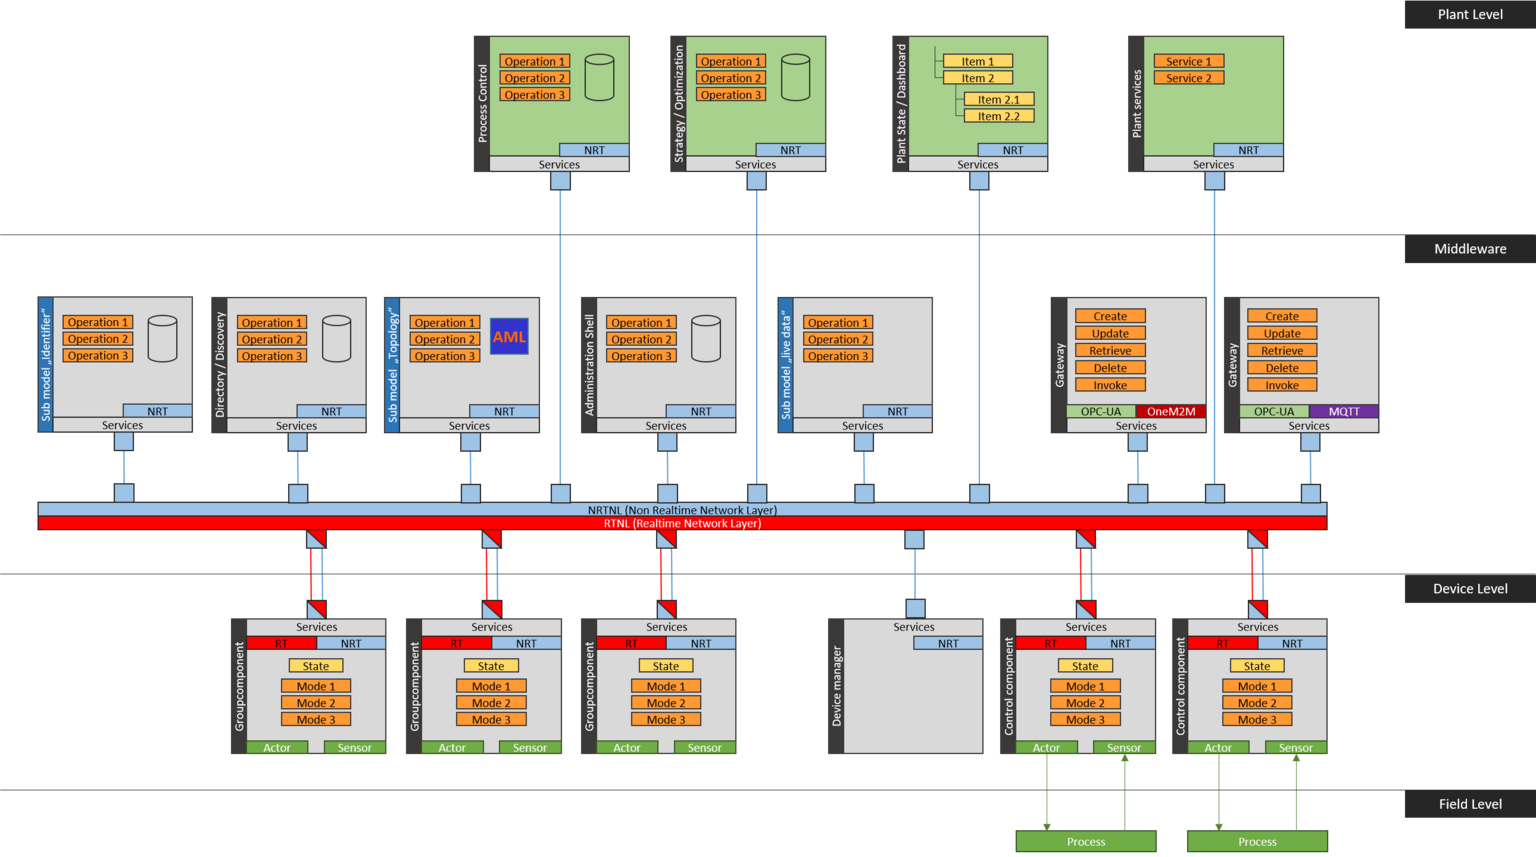 Plant Level
Process Control
Operation 1
Operation 2
Operation 3
NRT
Services
Strategy / Optimization
Operation 1
Operation 2
Operation 3
NRT
Services
Plant State / Dashboard
Item 1
Item 2
Item 2.1
Item 2.2
NRT
Services
Plant services
Service 1
Service 2
NRT
Services
Middleware
Sub model „Identifier“
Operation 1
Operation 2
Operation 3
NRT
Services
Directory / Discovery
Operation 1
Operation 2
Operation 3
NRT
Services
Sub model „Topology“
Operation 1
Operation 2
Operation 3
AML
NRT
Services
Administration Shell
Operation 1
Operation 2
Operation 3
NRT
Services
Sub model „live data“
Operation 1
Operation 2
Operation 3
NRT
Services
Gateway
Create
Update
Retrieve
Delete
Invoke
OPC-UA
OneM2M
Services
Gateway
Create
Update
Retrieve
Delete
Invoke
OPC-UA
MQTT
Services
NRTNL (Non Realtime Network Layer)
RTNL (Realtime Network Layer)
Device Level
Groupcomponent
Services
RT
NRT
State
Mode 1
Mode 2
Mode 3
Actor
Sensor
Groupcomponent
Services
RT
NRT
State
Mode 1
Mode 2
Mode 3
Actor
Sensor
Groupcomponent
Services
RT
NRT
State
Mode 1
Mode 2
Mode 3
Actor
Sensor
Device manager
Services
NRT
Control component
Services
RT
NRT
State
Mode 1
Mode 2
Mode 3
Actor
Sensor
Control component
Services
RT
NRT
State
Mode 1
Mode 2
Mode 3
Actor
Sensor
Field Level
Process
Process